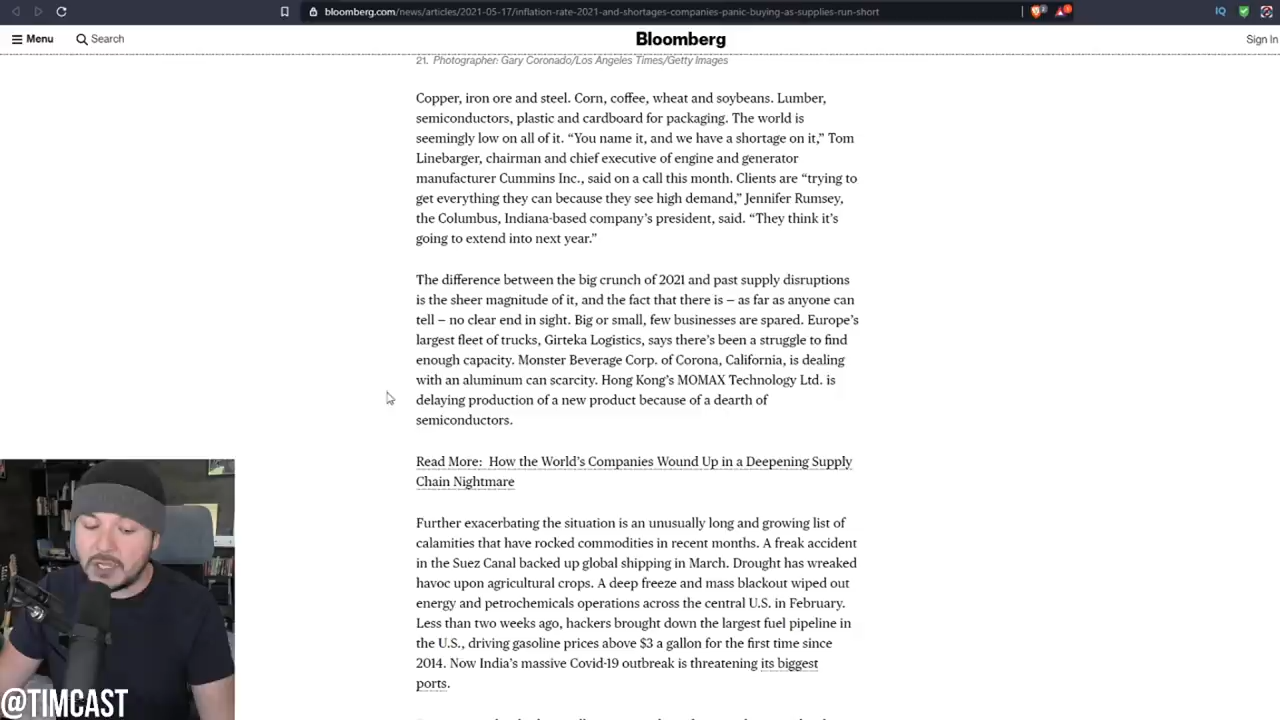 bloomberg.com/news/articles/2021-05-17/inflation-rate-2021-and-shortages-companies-panic-buying-as-supplies-run-short
Menu
Search
Bloomberg
Sign In
21. Photographer: Gary Coronado/Los Angeles Times/Getty Images
Copper, iron ore and steel. Corn, coffee, wheat and soybeans. Lumber,
semiconductors, plastic and cardboard for packaging. The world is
seemingly low on all of it. “You name it, and we have a shortage on it,” Tom
Linebarger, chairman and chief executive of engine and generator
manufacturer Cummins Inc., said on a call this month. Clients are “trying to
get everything they can because they see high demand,” Jennifer Rumsey,
the Columbus, Indiana-based company’s president, said. “They think it’s
going to extend into next year.”
The difference between the big crunch of 2021 and past supply disruptions
is the sheer magnitude of it, and the fact that there is — as far as anyone can
tell — no clear end in sight. Big or small, few businesses are spared. Europe’s
largest fleet of trucks, Girteka Logistics, says there’s been a struggle to find
enough capacity. Monster Beverage Corp. of Corona, California, is dealing
with an aluminum can scarcity. Hong Kong’s MOMAX Technology Ltd. is
delaying production of a new product because of a dearth of
semiconductors.
Read More: How the World’s Companies Wound Up in a Deepening Supply
Chain Nightmare
Further exacerbating the situation is an unusually long and growing list of
calamities that have rocked commodities in recent months. A freak accident
in the Suez Canal backed up global shipping in March. Drought has wreaked
havoc upon agricultural crops. A deep freeze and mass blackout wiped out
energy and petrochemicals operations across the central U.S. in February.
Less than two weeks ago, hackers brought down the largest fuel pipeline in
the U.S., driving gasoline prices above $3 a gallon for the first time since
2014. Now India’s massive Covid-19 outbreak is threatening its biggest
ports.
@TIMCAST